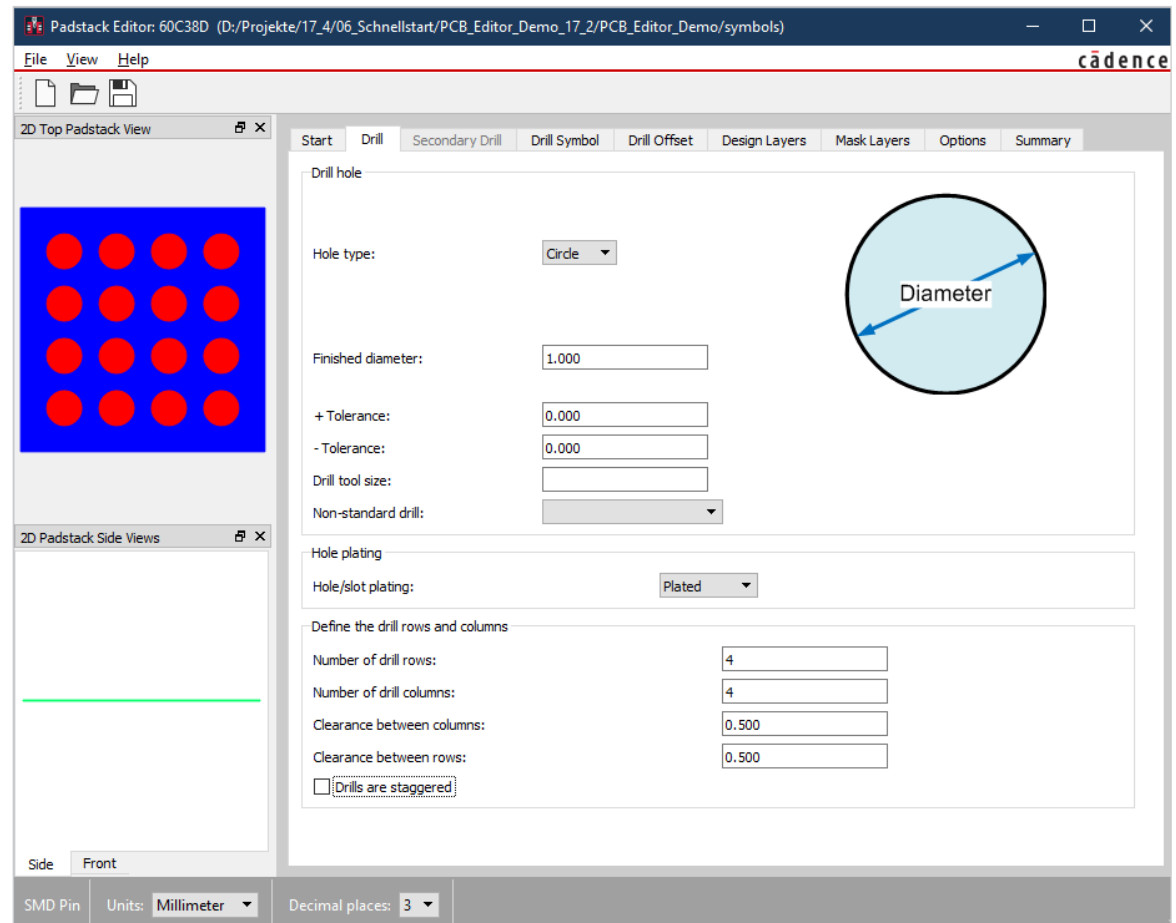 Padstack Editor: 60C38D (D:/Projekte/17_4/06_Schnellstart/PCB_Editor_Demo_17_2/PCB_Editor_Demo/symbols)
File View Help
cādence
2D Top Padstack View
Start Drill Secondary Drill Drill Symbol Drill Offset Design Layers Mask Layers Options Summary
Drill hole
Hole type: Circle
Diameter
Finished diameter: 1.000
+ Tolerance: 0.000
- Tolerance: 0.000
Drill tool size:
Non-standard drill:
2D Padstack Side Views
Hole plating
Hole/slot plating: Plated
Define the drill rows and columns
Number of drill rows: 4
Number of drill columns: 4
Clearance between columns: 0.500
Clearance between rows: 0.500
Drills are staggered
Side Front
SMD Pin Units: Millimeter Decimal places: 3